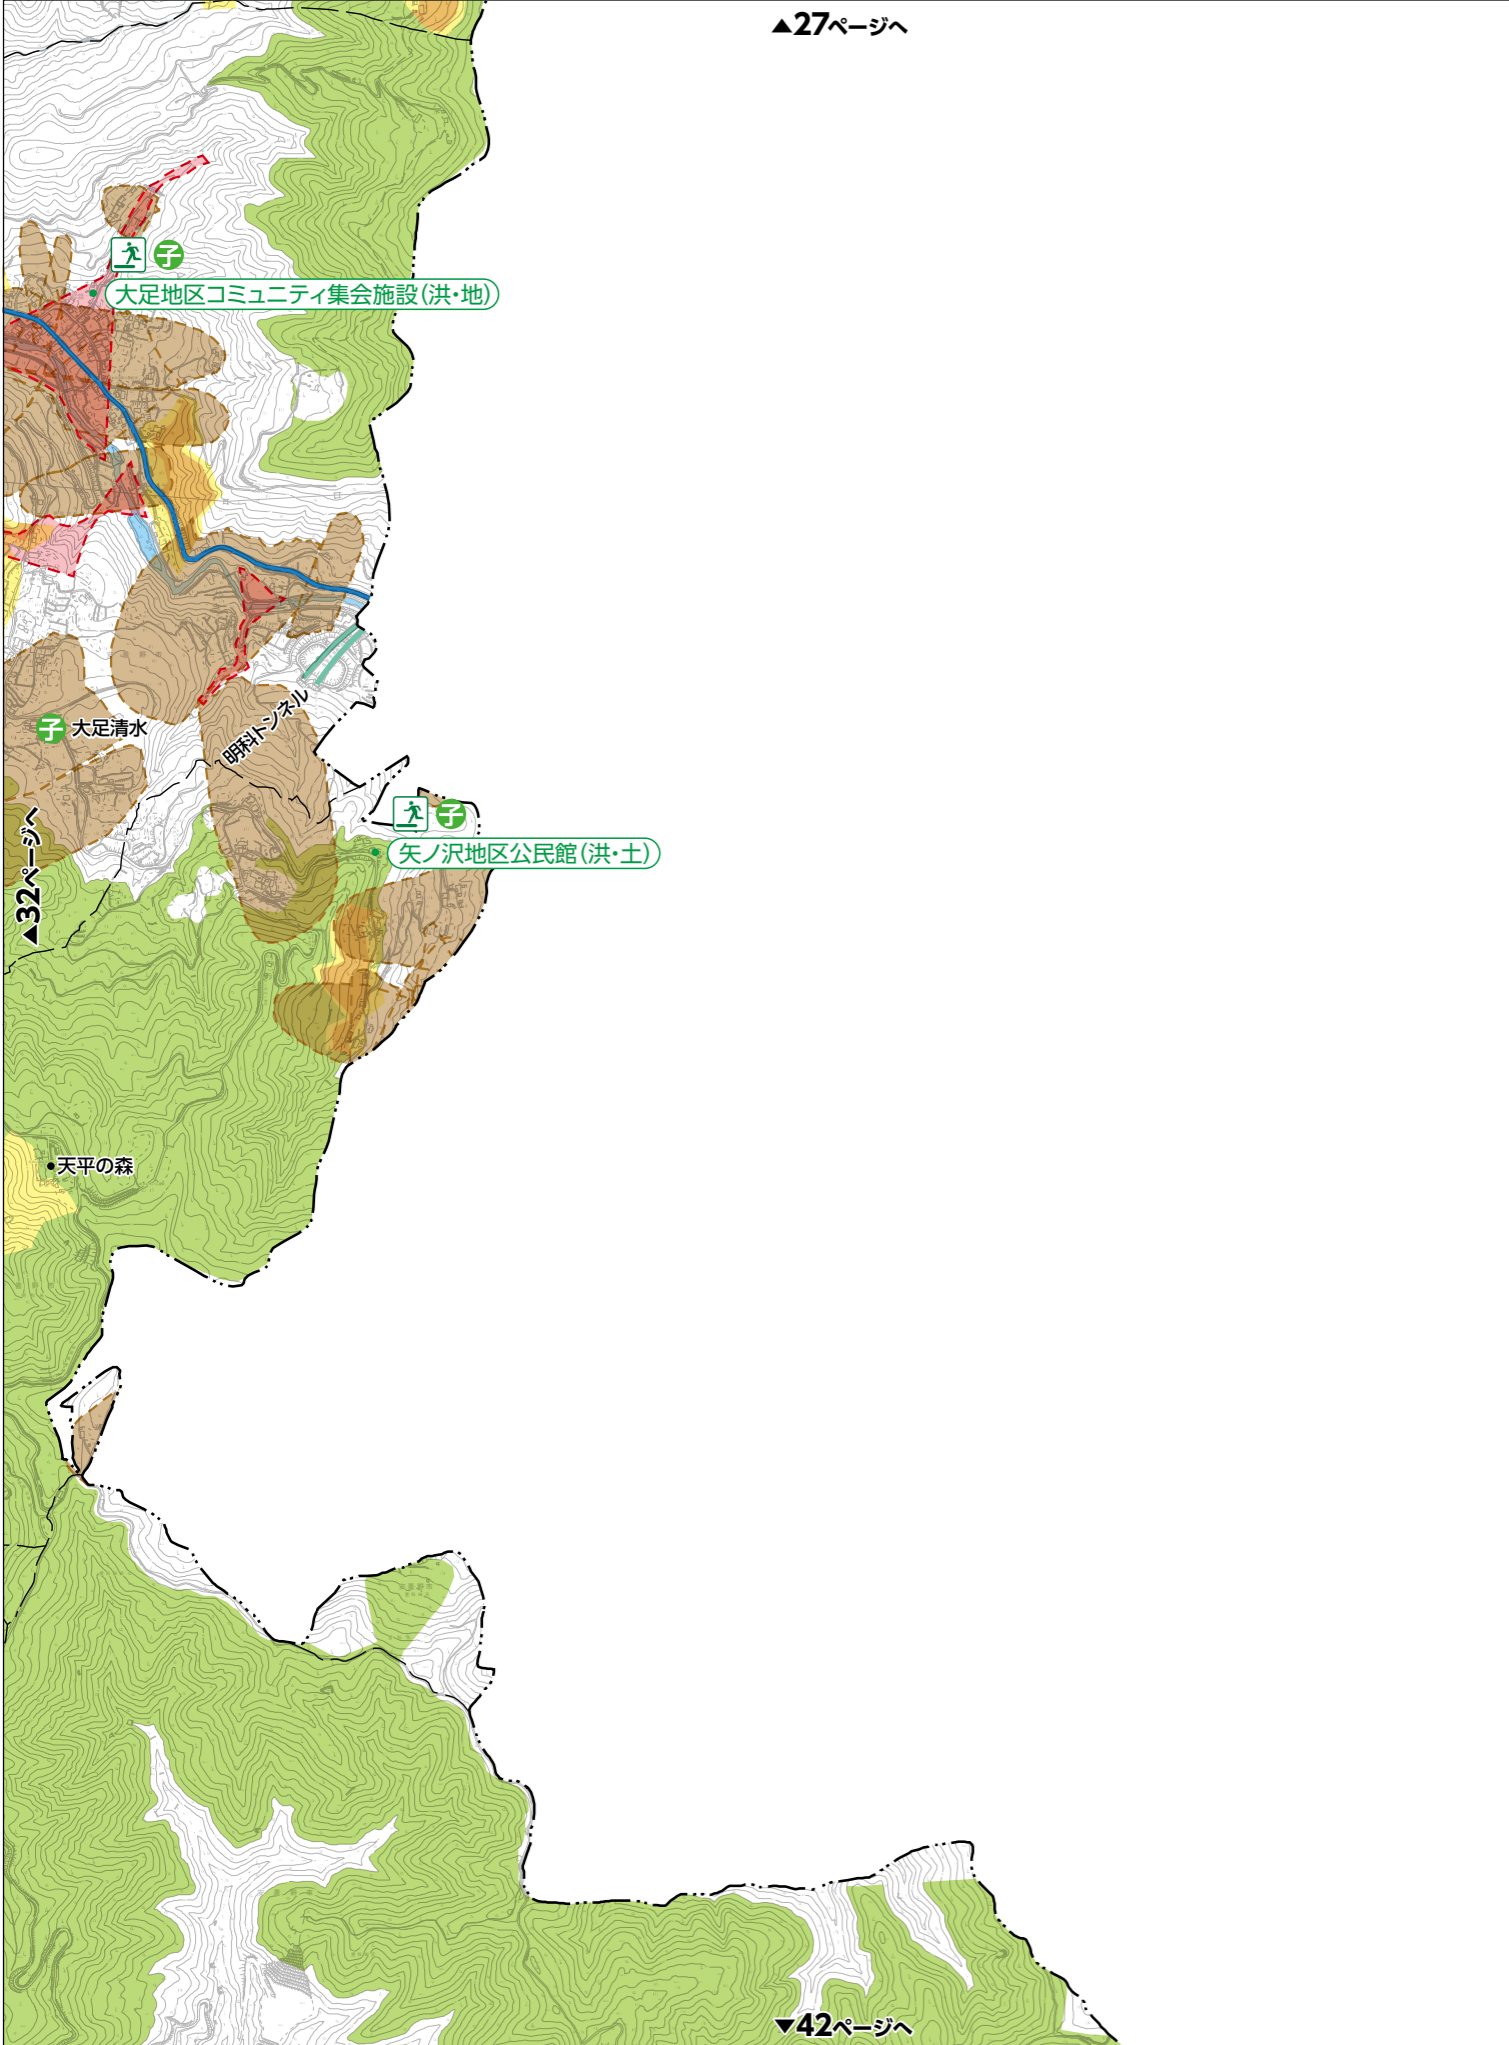 ▲27ページへ
子
大足地区コミュニティ集会施設(洪・地)
子 大足清水
明科トンネル
子
矢ノ沢地区公民館(洪・土)
▲32ページへ
天平の森
▼42ページへ